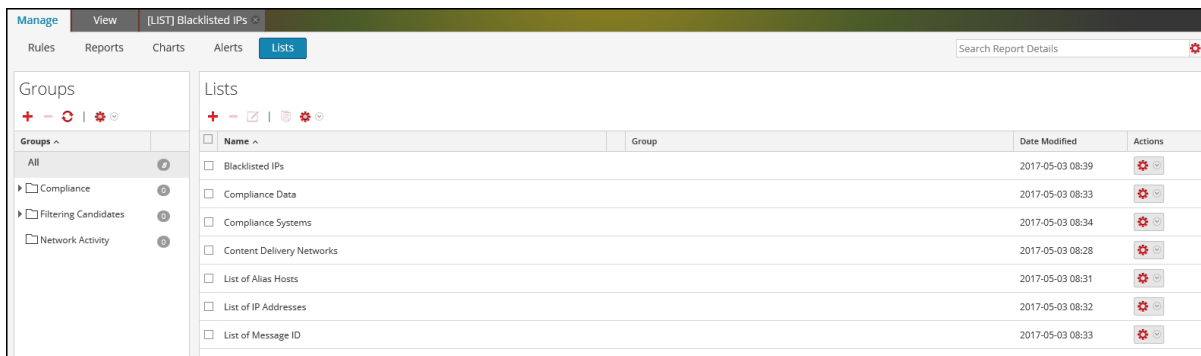 Manage View [LIST] Blacklisted IPs
Rules Reports Charts Alerts Lists Search Report Details
Groups
Lists
Groups
Name Group Date Modified Actions
All 8
Compliance 0
Filtering Candidates 0
Network Activity 0
Blacklisted IPs 2017-05-03 08:39
Compliance Data 2017-05-03 08:33
Compliance Systems 2017-05-03 08:34
Content Delivery Networks 2017-05-03 08:28
List of Alias Hosts 2017-05-03 08:31
List of IP Addresses 2017-05-03 08:32
List of Message ID 2017-05-03 08:33